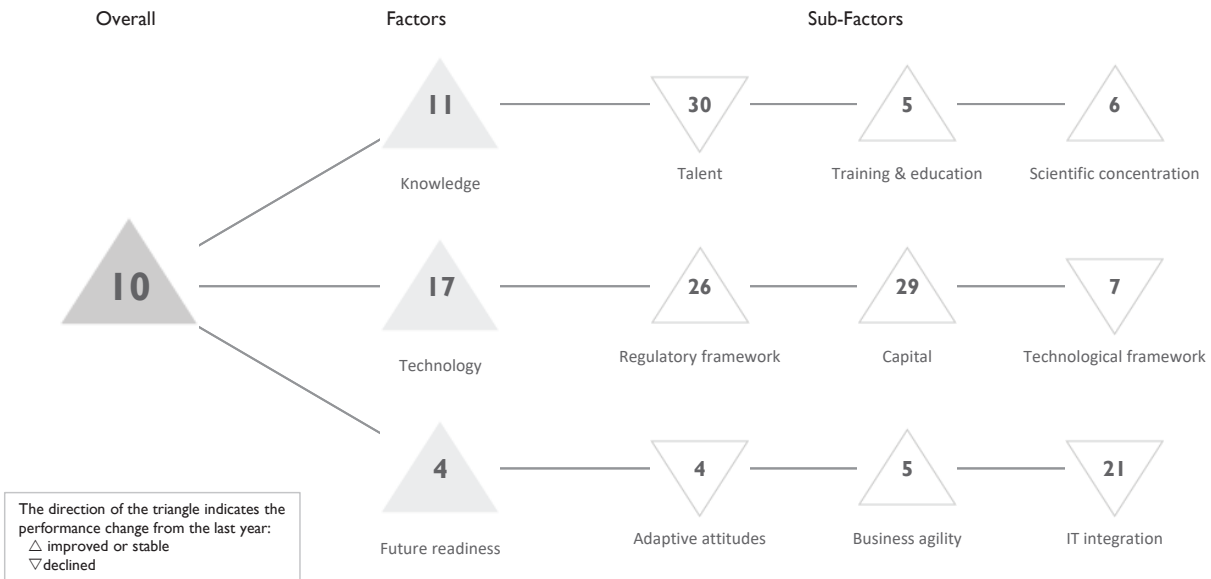 Overall Factors Sub-Factors
11 30 5 6
Knowledge Talent Training & education Scientific concentration
10 17 26 29 7
Technology Regulatory framework Capital Technological framework
4 4 5 21
Future readiness Adaptive attitudes Business agility IT integration
The direction of the triangle indicates the
performance change from the last year:
△ improved or stable
▽declined